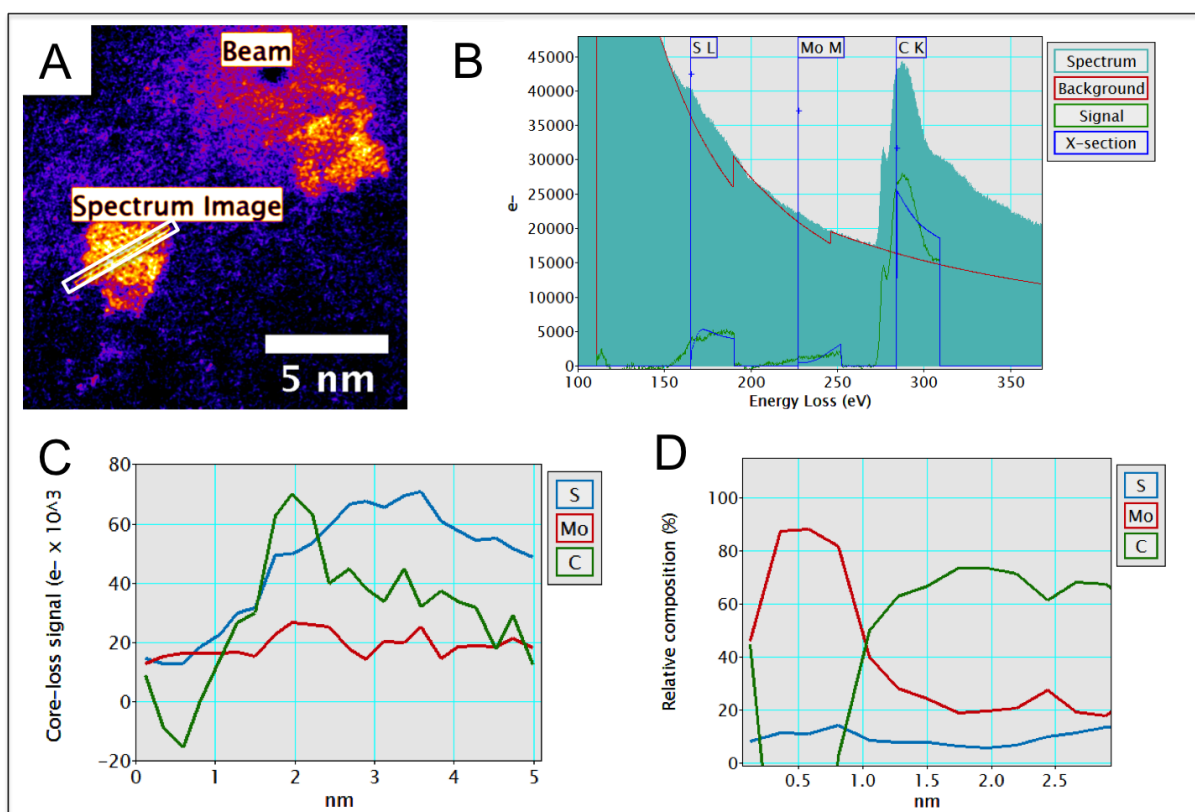 A
Beam
Spectrum Image
5 nm
B
S L
Mo M
C K
45000
40000
35000
30000
25000
20000
15000
10000
5000
0
e-
100
150
200
250
300
350
Energy Loss (eV)
Spectrum
Background
Signal
X-section
C
80
60
40
20
0
-20
Core-loss signal (e- x 10^3
0
1
2
3
4
5
nm
S
Mo
C
D
100
80
60
40
20
0
Relative composition (%)
0.5
1.0
1.5
2.0
2.5
nm
S
Mo
C